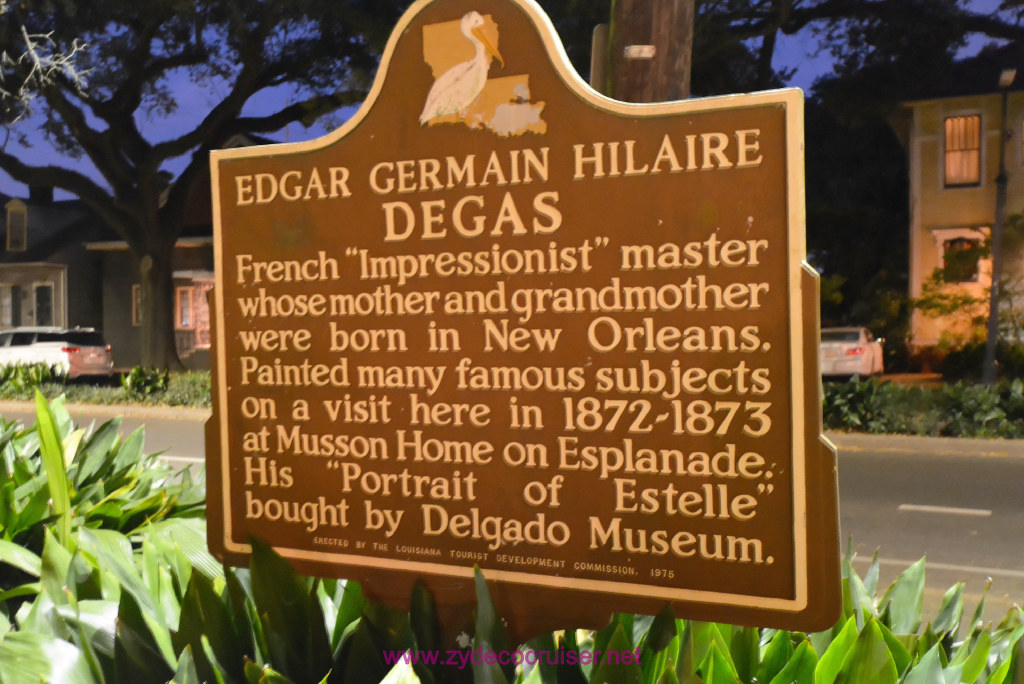 EDGAR GERMAIN HILAIRE
DEGAS
French "Impressionist" master
whose mother and grandmother
were born in New Orleans.
Painted many famous subjects
on a visit here in 1872-1873
at Musson Home on Esplanade.
His "Portrait of Estelle"
bought by Delgado Museum.
ERECTED BY THE LOUISIANA TOURIST DEVELOPMENT COMMISSION, 1975
www.zydecocruiser.net